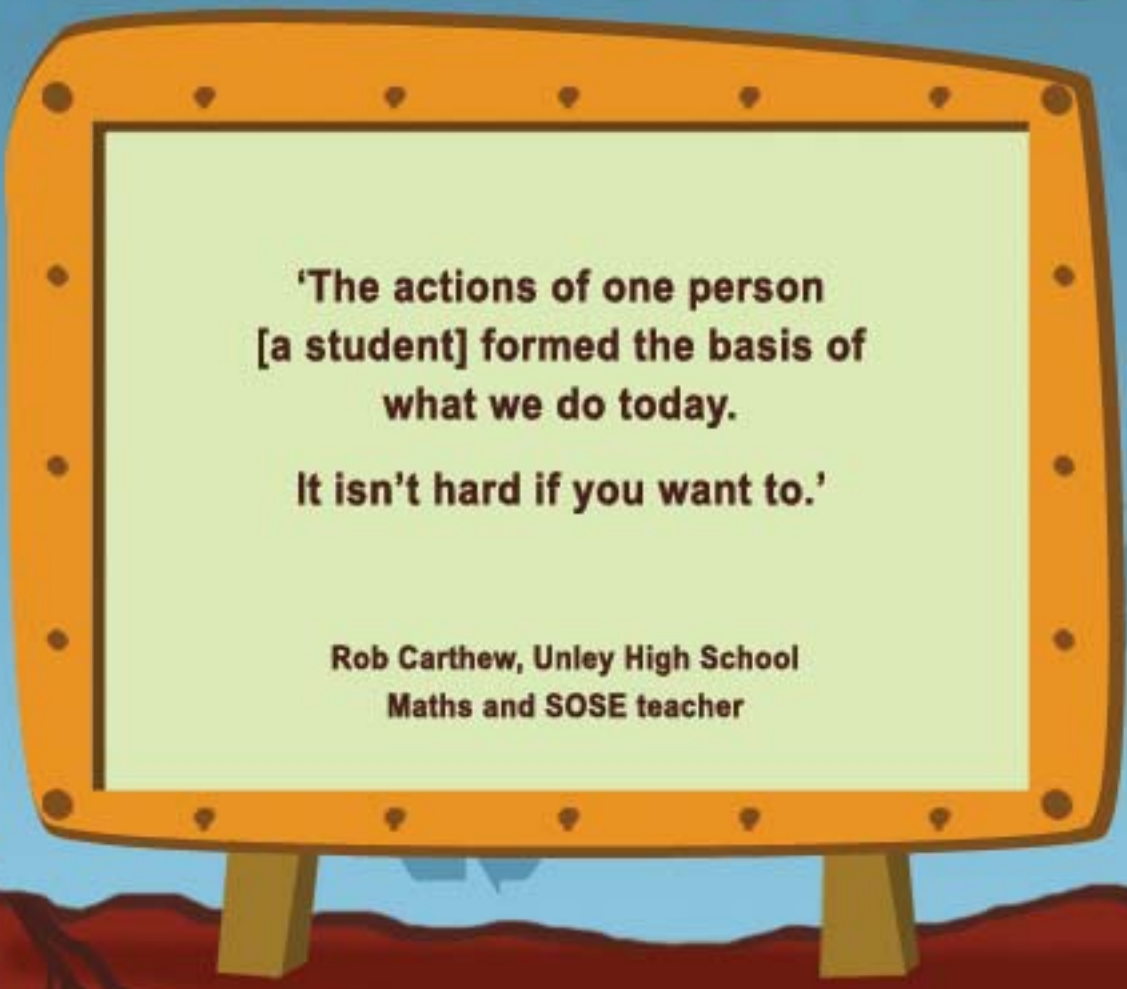 ‘The actions of one person
[a student] formed the basis of
what we do today.
It isn’t hard if you want to.’
Rob Carthew, Unley High School
Maths and SOSE teacher